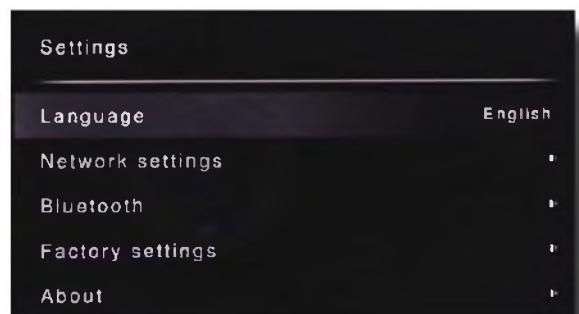 Settings
Language English
Network settings
Bluetooth
Factory settings
About